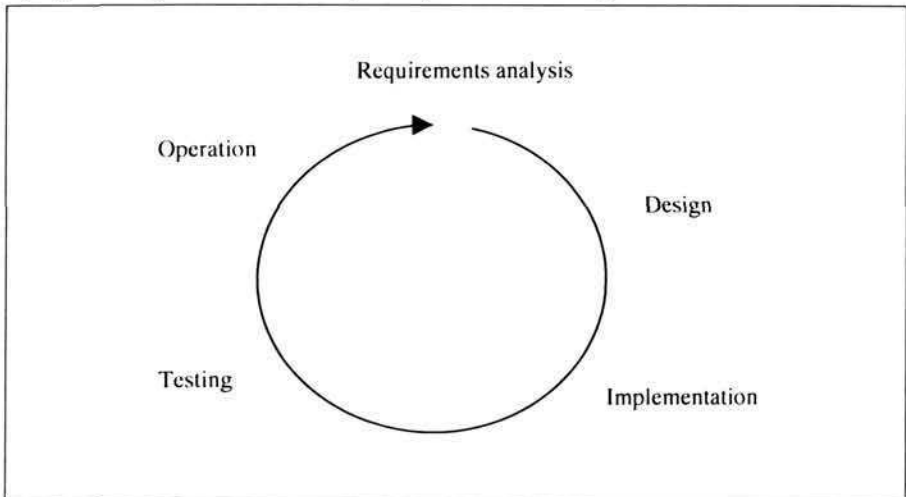 Requirements analysis
Operation
Design
Testing
Implementation